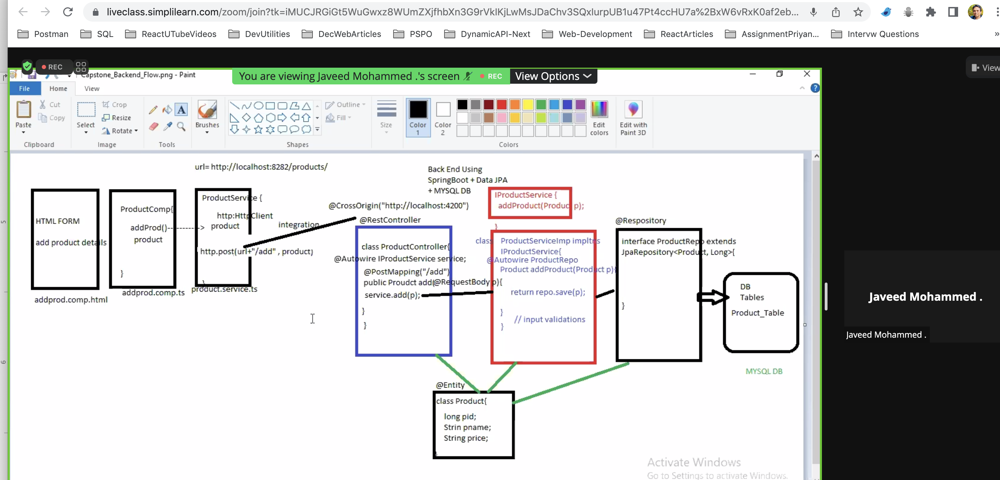 liveclass.simplilearn.com/zoom/join?tk=iMUCJRGiGt5WuGwxz8WUmZXjfhbXn3G9rVkIKjLwMsJDaChv3SQxIurpUB1u47Pt4ccHU7a%2BxW6vRxK0af2eb...
Postman SQL ReactUTubeVideos DevUtilities DecWebArticles PSPO DynamicAPI-Next Web-Development ReactArticles AssignmentPriyan... Intervw Questions »
REC
View
Capstone_Backend_Flow.png - Paint
You are viewing Javeed Mohammed .'s screen REC View Options
File Home View
Cut
Copy
Paste
Clipboard
Crop
Resize
Rotate
Select
Image
A
Tools
Brushes
Outline
Fill
Shapes
Size
Color
1
Color
2
Edit
colors
Colors
Edit with
Paint 3D
5
6
url= http://localhost:8282/products/
HTML FORM
add product details
addprod.comp.html
ProductComp{
addProd()---------->
product
}
addprod.comp.ts
ProductService {
http:HttpClient
product
http.post(url+"/add" , product)
}
product.service.ts
integration
Back End Using
SpringBoot + Data JPA
+ MYSQL DB
@CrossOrigin("http://localhost:4200")
@RestController
class ProductController{
@Autowire IProductService service;
@PostMapping("/add")
public Proudct add(@RequestBody p){
service.add(p);
}
}
IProductService {
addProduct(Produc p);
}
class ProductServiceImp impltns
IProductService{
@Autowire ProductRepo
Product addProduct(Product p){
return repo.save(p);
}
// input validations
}
@Respository
interface ProductRepo extends
JpaRepository<Product, Long>{
}
DB
Tables
Product_Table
MYSQL DB
@Entity
class Product{
long pid;
Strin pname;
String price;
}
Activate Windows
Go to Settings to activate Windows.
Javeed Mohammed .
Javeed Mohammed .